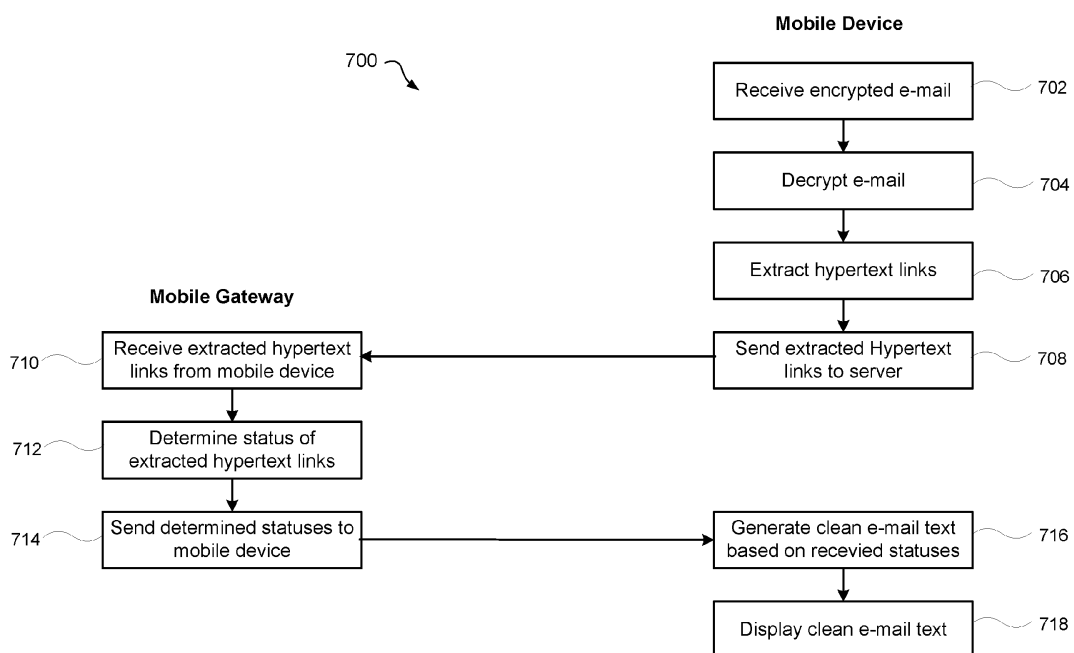 Mobile Device
700
Receive encrypted e-mail
702
Decrypt e-mail
704
Extract hypertext links
706
Mobile Gateway
710
Receive extracted hypertext
links from mobile device
Send extracted Hypertext
links to server
708
712
Determine status of
extracted hypertext links
714
Send determined statuses to
mobile device
Generate clean e-mail text
based on recevied statuses
716
Display clean e-mail text
718